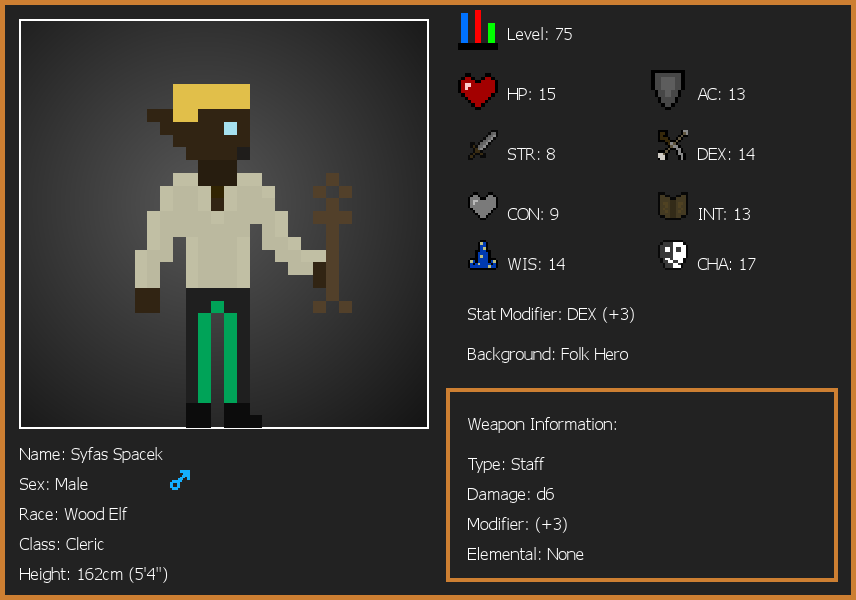 Level: 75
HP: 15
AC: 13
STR: 8
DEX: 14
CON: 9
INT: 13
WIS: 14
CHA: 17
Stat Modifier: DEX (+3)
Background: Folk Hero
Weapon Information:
Type: Staff
Damage: d6
Modifier: (+3)
Elemental: None
Name: Syfas Spacek
Sex: Male
Race: Wood Elf
Class: Cleric
Height: 162cm (5'4")